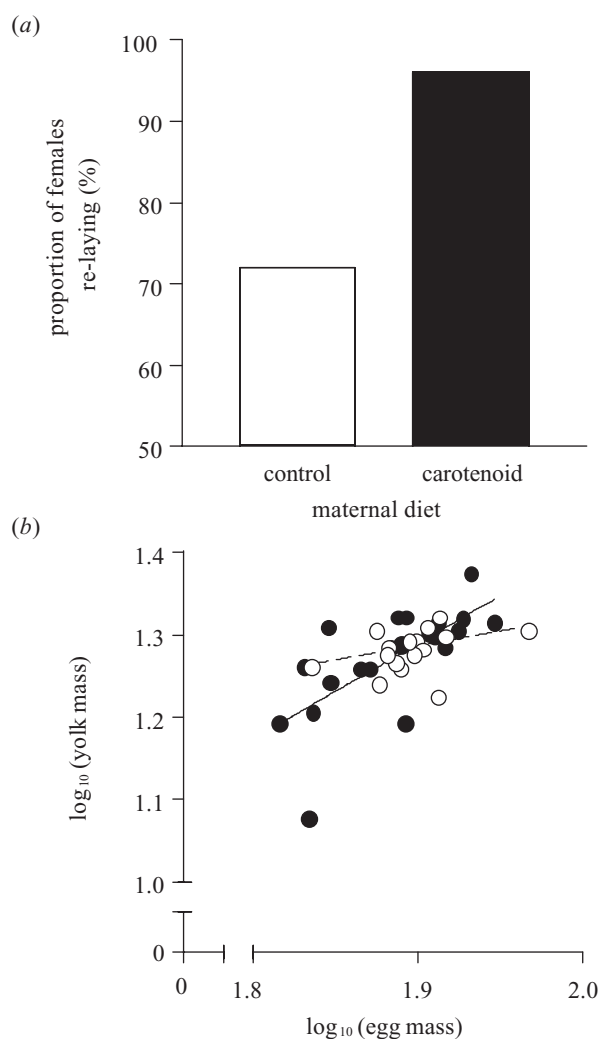 (a)
100
90
80
70
60
50
proportion of females
re-laying (%)
control carotenoid
maternal diet
(b)
1.4
1.3
1.2
1.1
1.0
0
log10 (yolk mass)
0 1.8 1.9 2.0
log10 (egg mass)